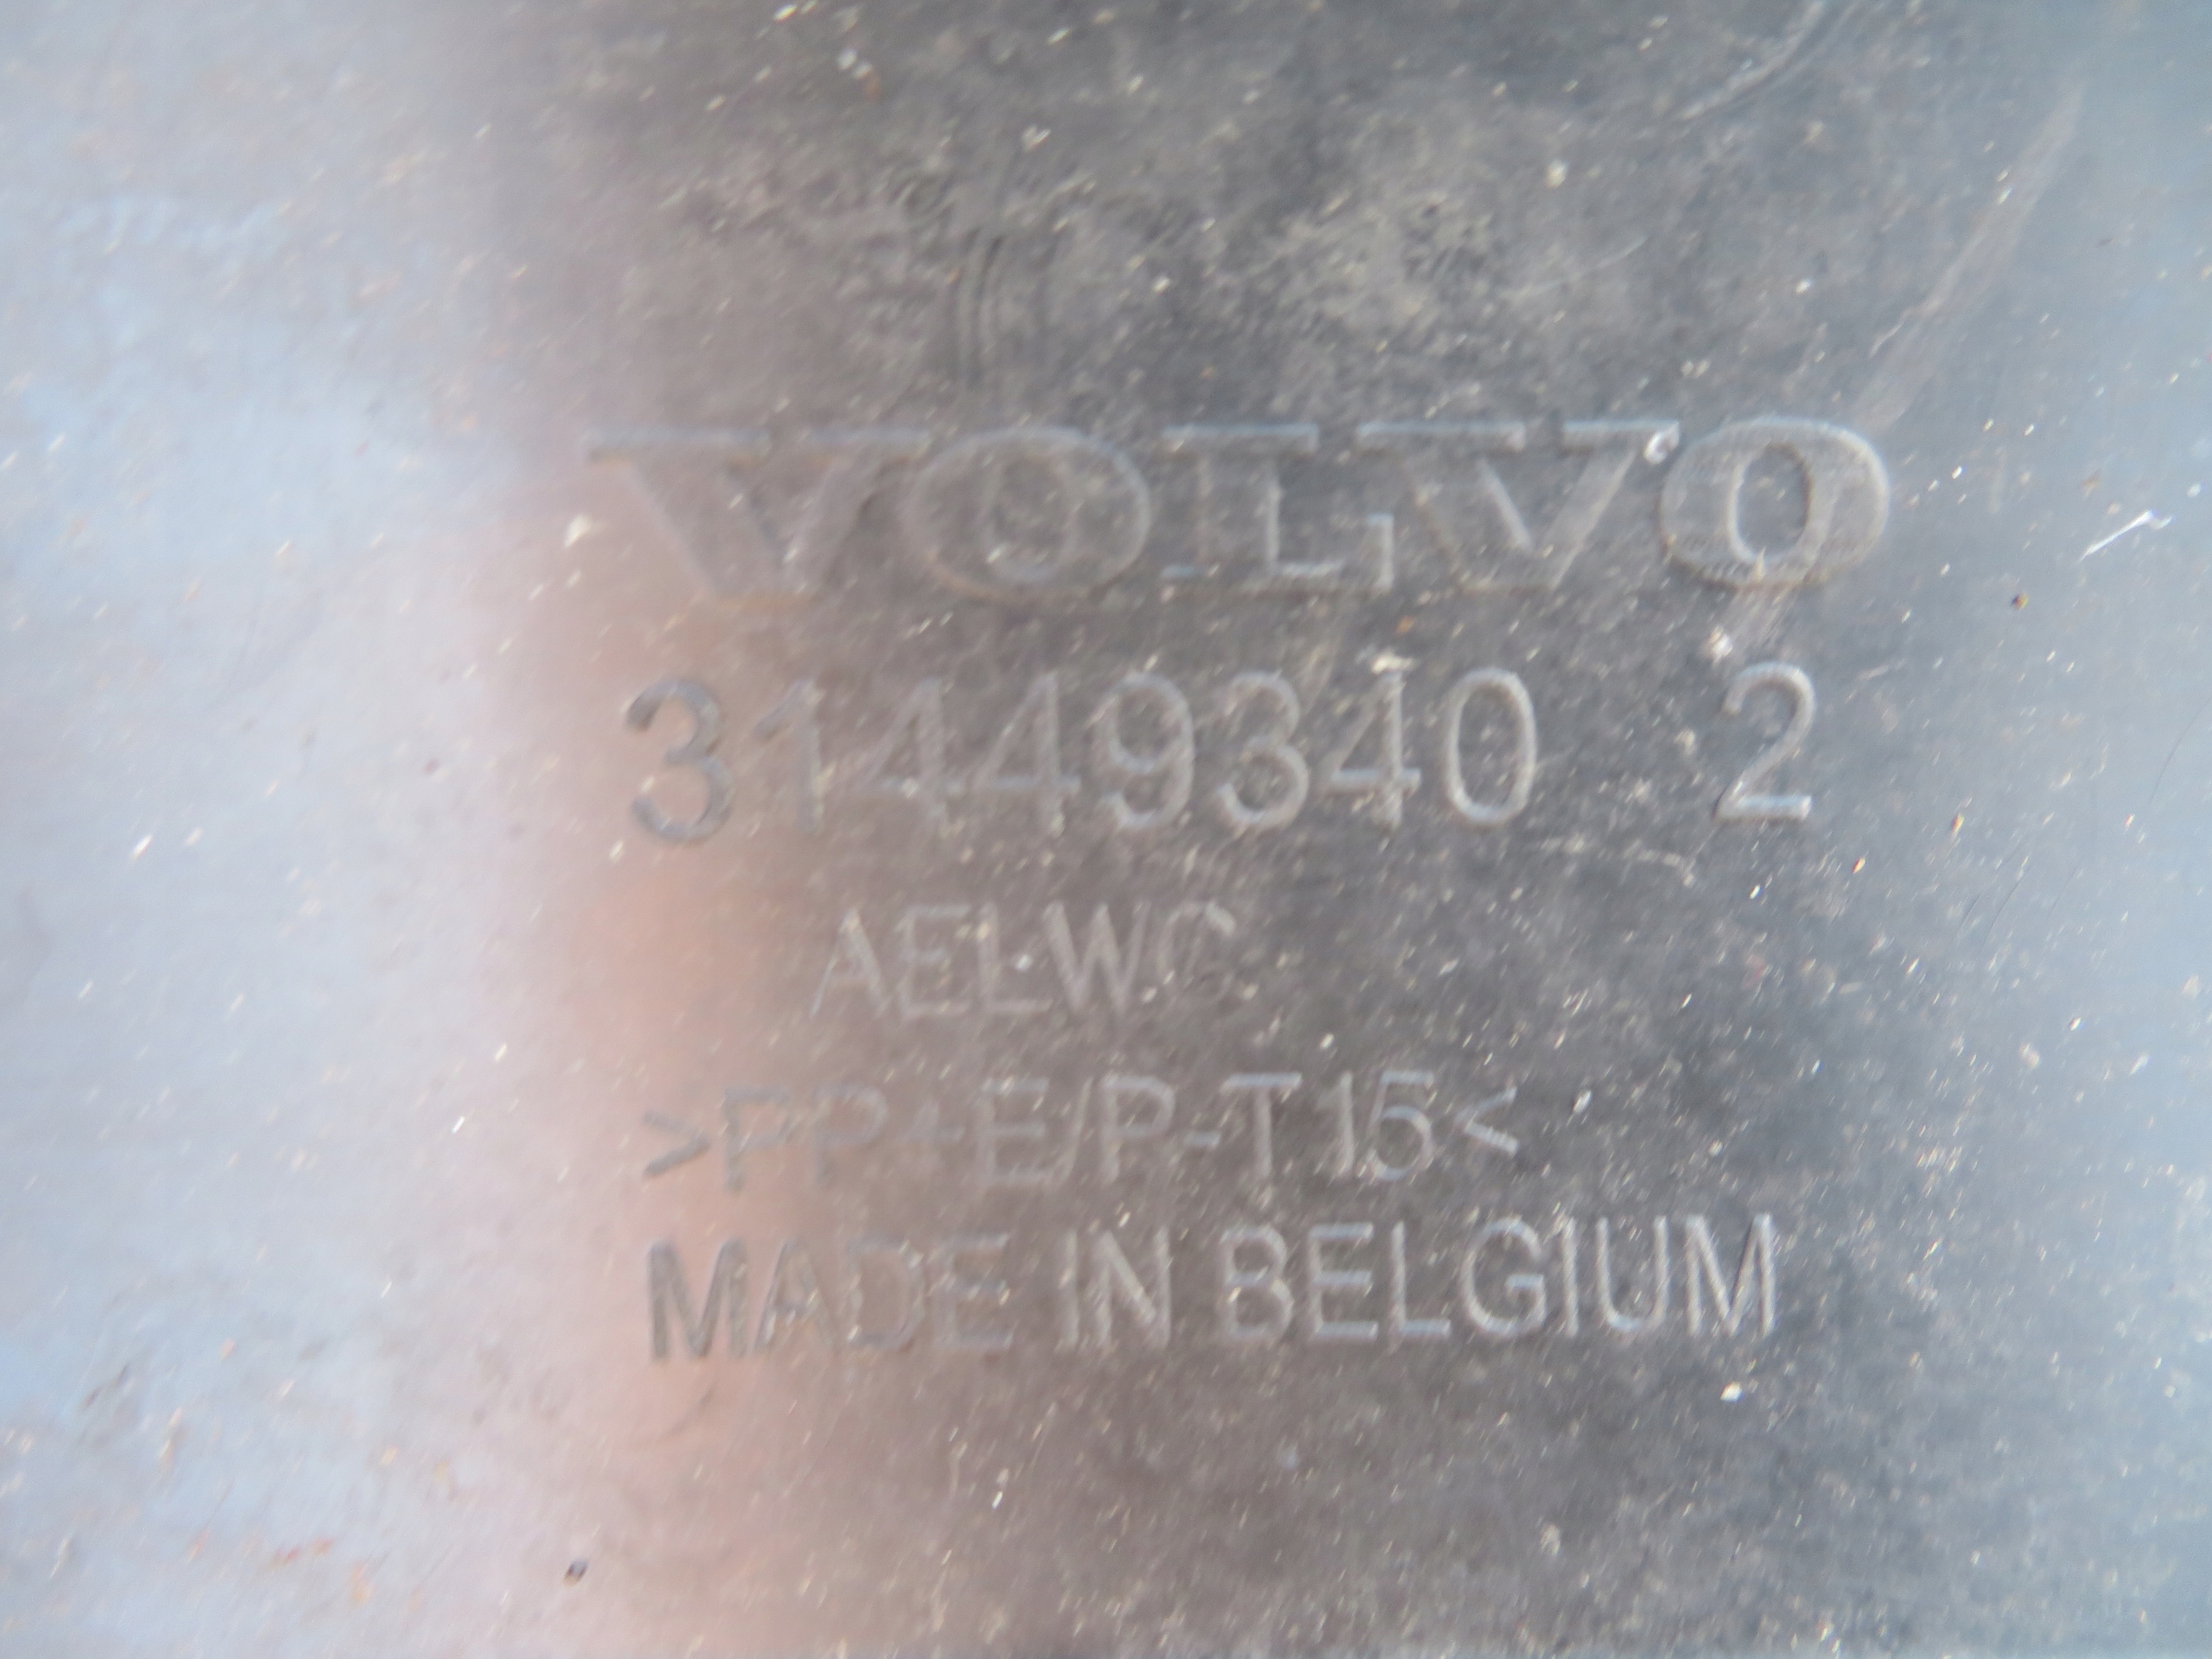 VOLVO
31449340 2
AELWC
>PP+E/P-T15<
MADE IN BELGIUM